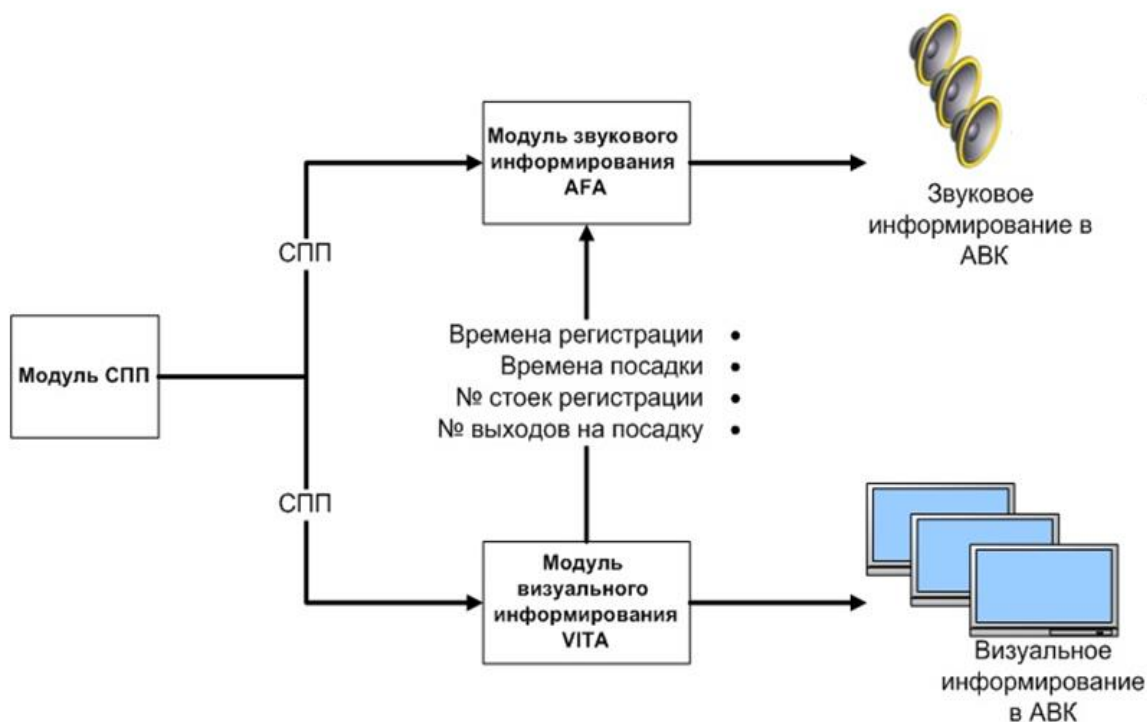 Модуль звукового
информирования
AFA
Звуковое
информирование в
АВК
СПП
Модуль СПП
Времена регистрации •
Времена посадки •
№ стоек регистрации •
№ выходов на посадку •
СПП
Модуль
визуального
информирования
VITA
Визуальное
информирование
в АВК